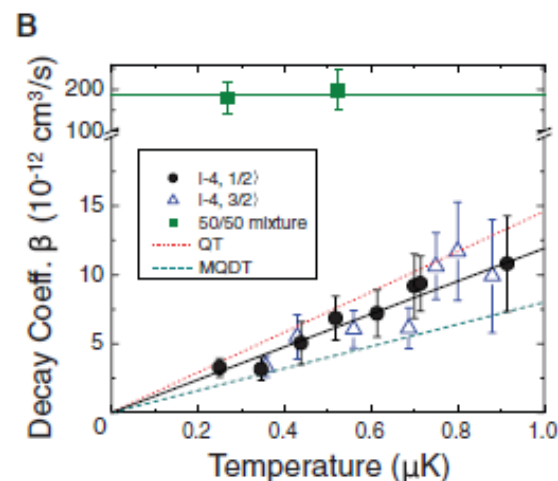 B
Decay Coeff. β (10⁻¹² cm³/s)
200
100
15
10
5
|-4, 1/2⟩
|-4, 3/2⟩
50/50 mixture
QT
MQDT
0.0 0.2 0.4 0.6 0.8 1.0
Temperature (μK)